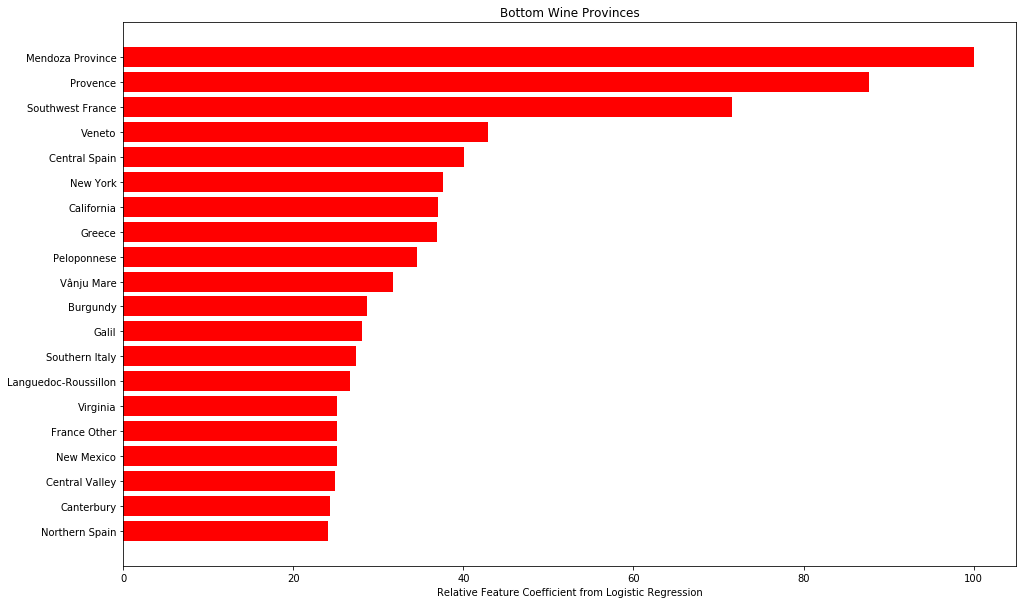 Bottom Wine Provinces
Mendoza Province
Provence
Southwest France
Veneto
Central Spain
New York
California
Greece
Peloponnese
Vânju Mare
Burgundy
Galil
Southern Italy
Languedoc-Roussillon
Virginia
France Other
New Mexico
Central Valley
Canterbury
Northern Spain
0 20 40 60 80 100
Relative Feature Coefficient from Logistic Regression